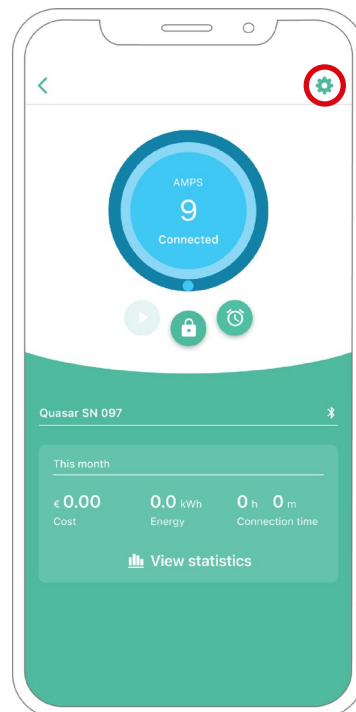 AMPS
9
Connected
Quasar SN 097
This month
€ 0.00 0.0 kWh 0 h 0 m
Cost Energy Connection time
View statistics